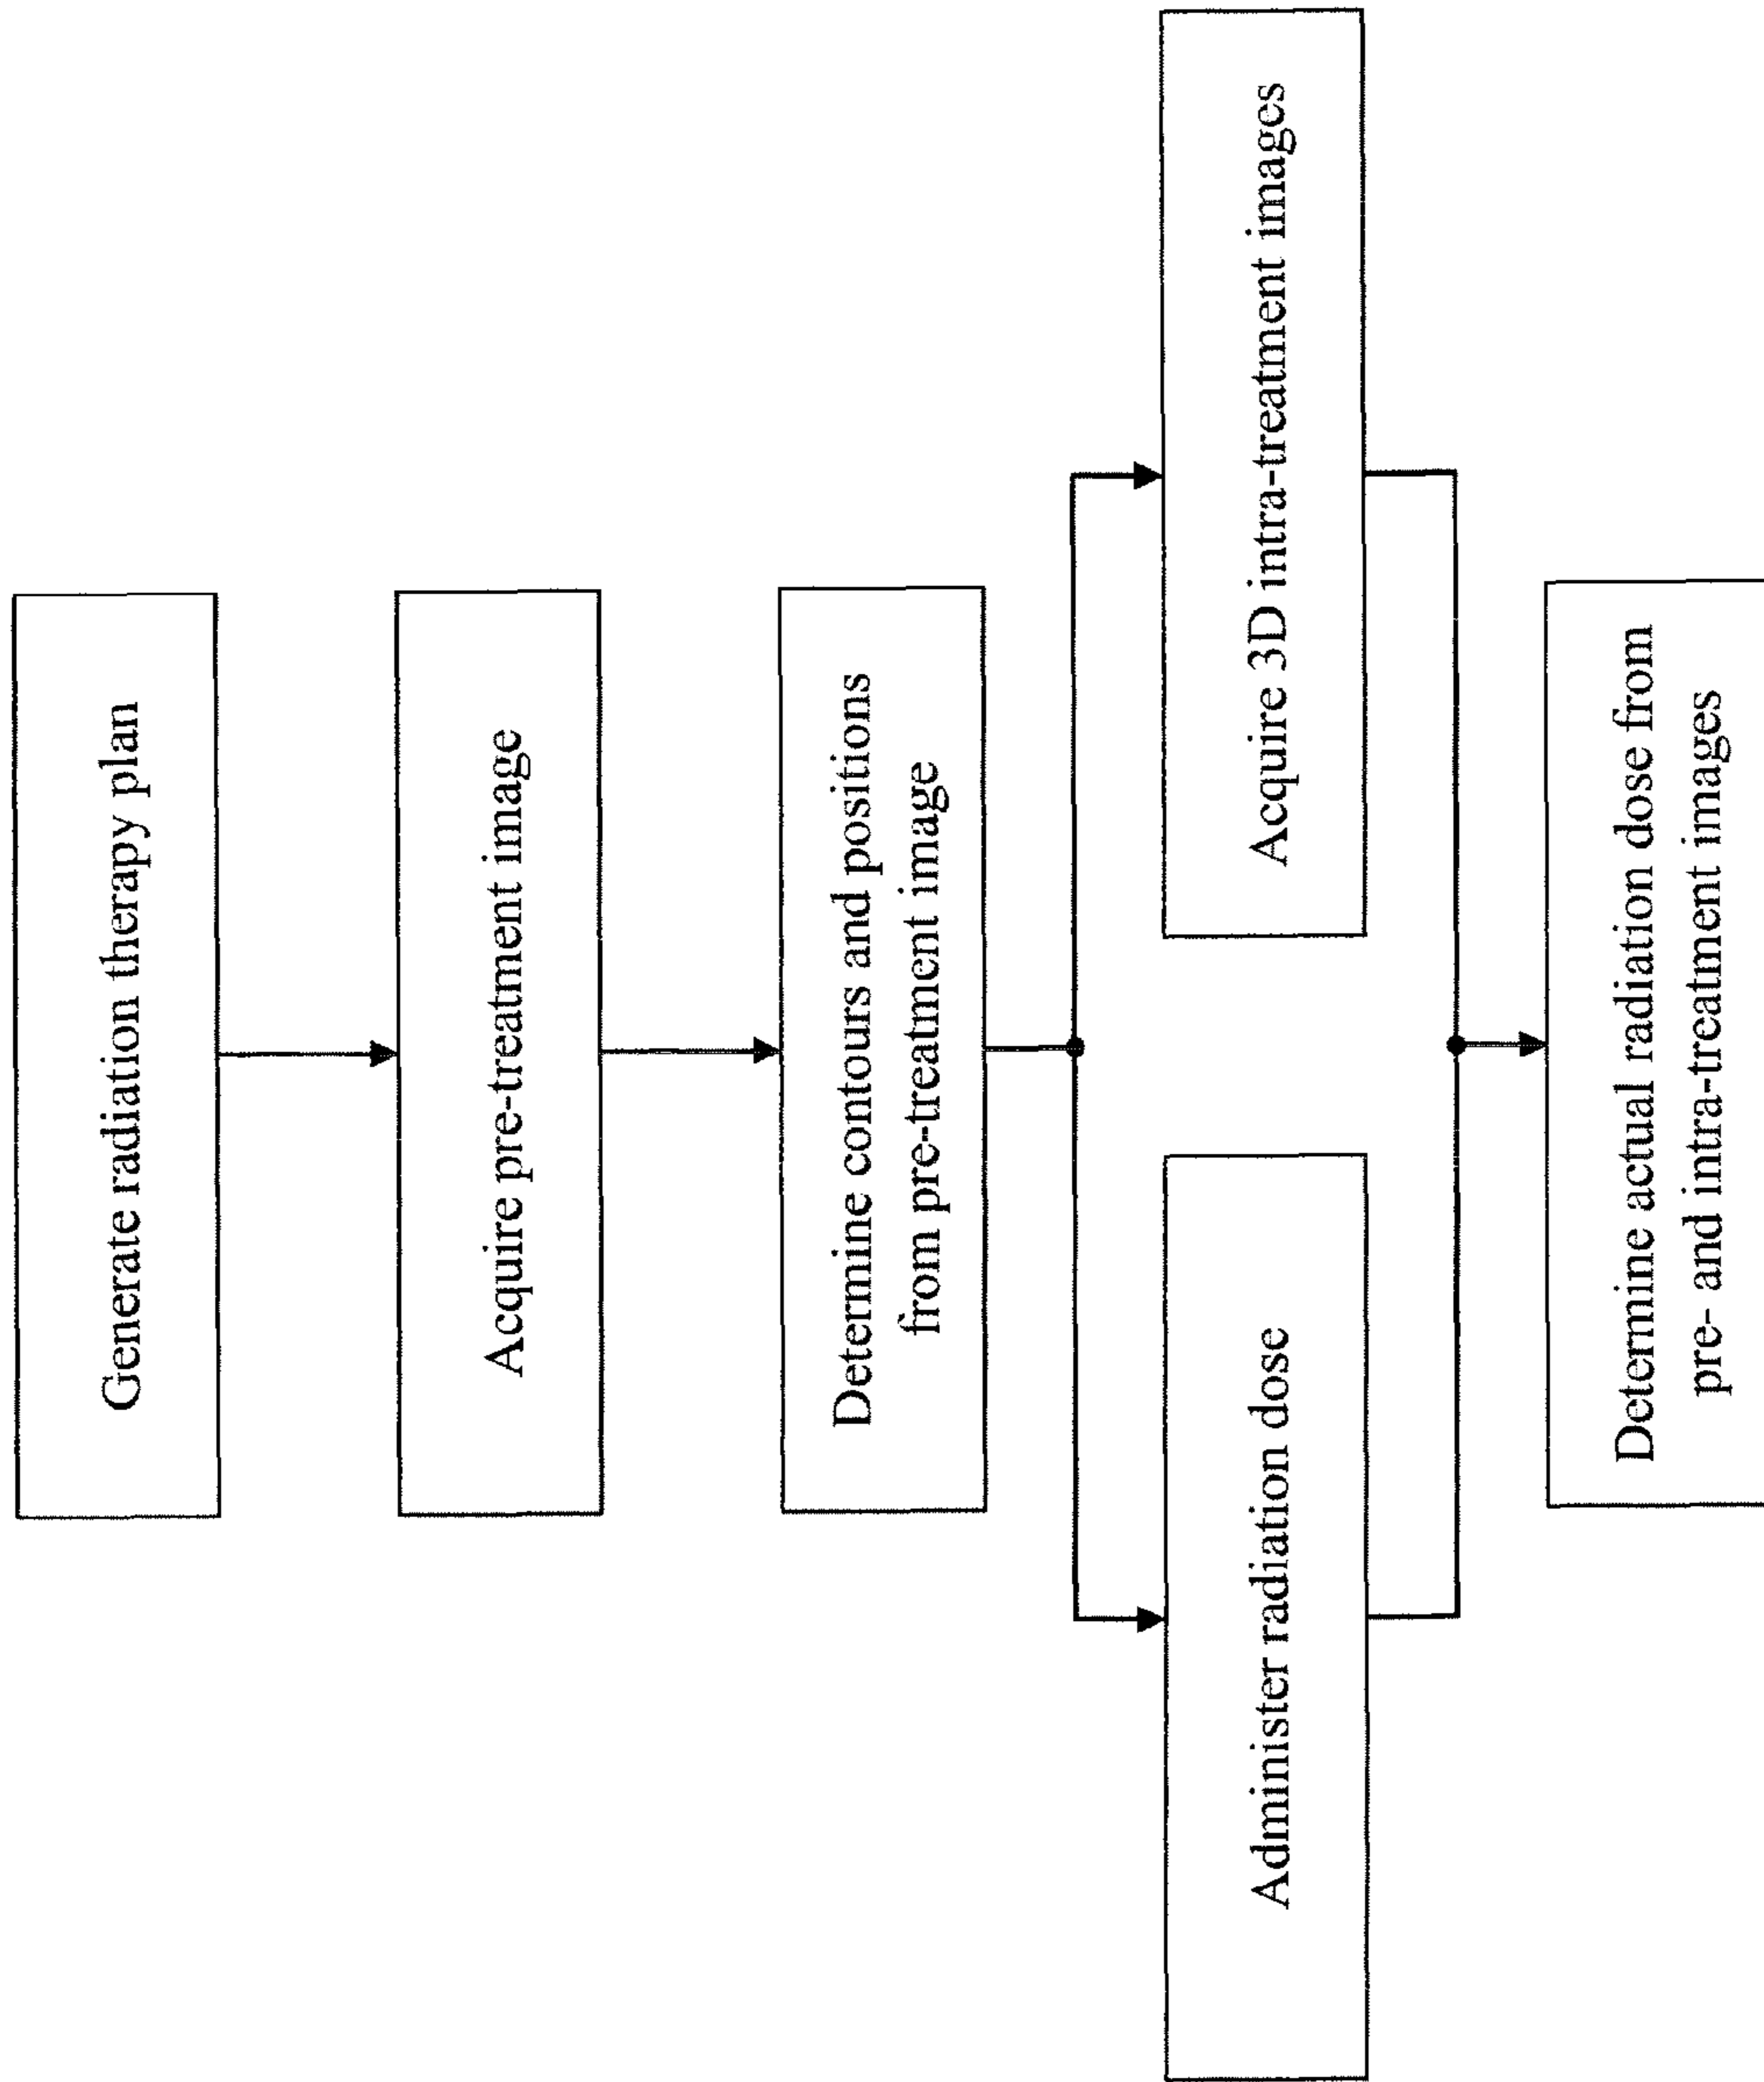 Generate radiation therapy plan
Acquire pre-treatment image
Determine contours and positions
from pre-treatment image
Administer radiation dose
Acquire 3D intra-treatment images
Determine actual radiation dose from
pre- and intra-treatment images